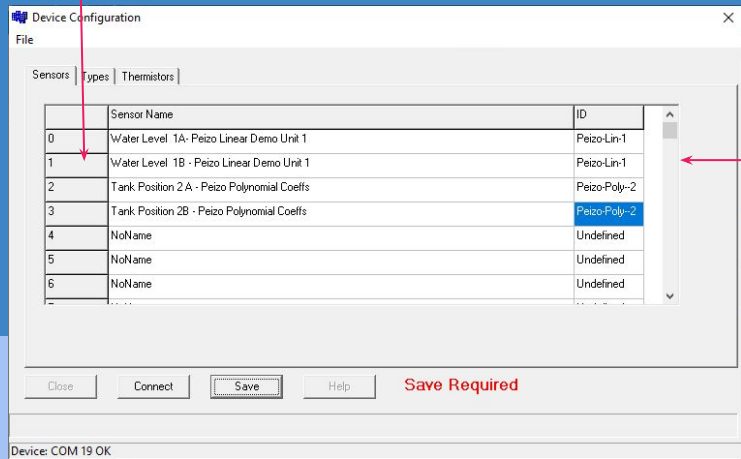 Device Configuration
File
Sensors Types Thermistors
Sensor Name ID
0 Water Level 1A- Peizo Linear Demo Unit 1 Peizo-Lin-1
1 Water Level 1B - Peizo Linear Demo Unit 1 Peizo-Lin-1
2 Tank Position 2 A - Peizo Polynomial Coeffs Peizo-Poly--2
3 Tank Position 2B - Peizo Polynomial Coeffs Peizo-Poly--2
4 NoName Undefined
5 NoName Undefined
6 NoName Undefined
Close Connect Save Help Save Required
Device: COM 19 OK